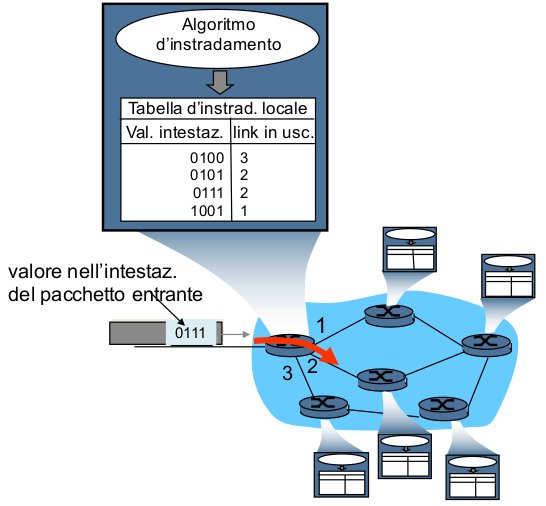 Algoritmo
d’instradamento
Tabella d’instrad. locale
Val. intestaz. link in usc.
0100 3
0101 2
0111 2
1001 1
valore nell’intestaz.
del pacchetto entrante
0111
1
2
3